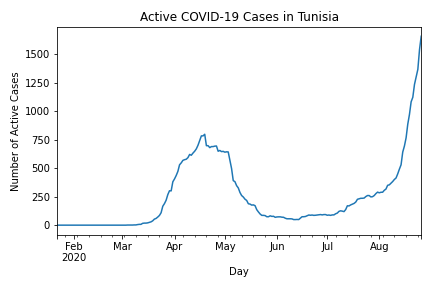 Active COVID-19 Cases in Tunisia
Number of Active Cases
1500
1250
1000
750
500
250
0
Feb
2020
Mar
Apr
May
Jun
Jul
Aug
Day